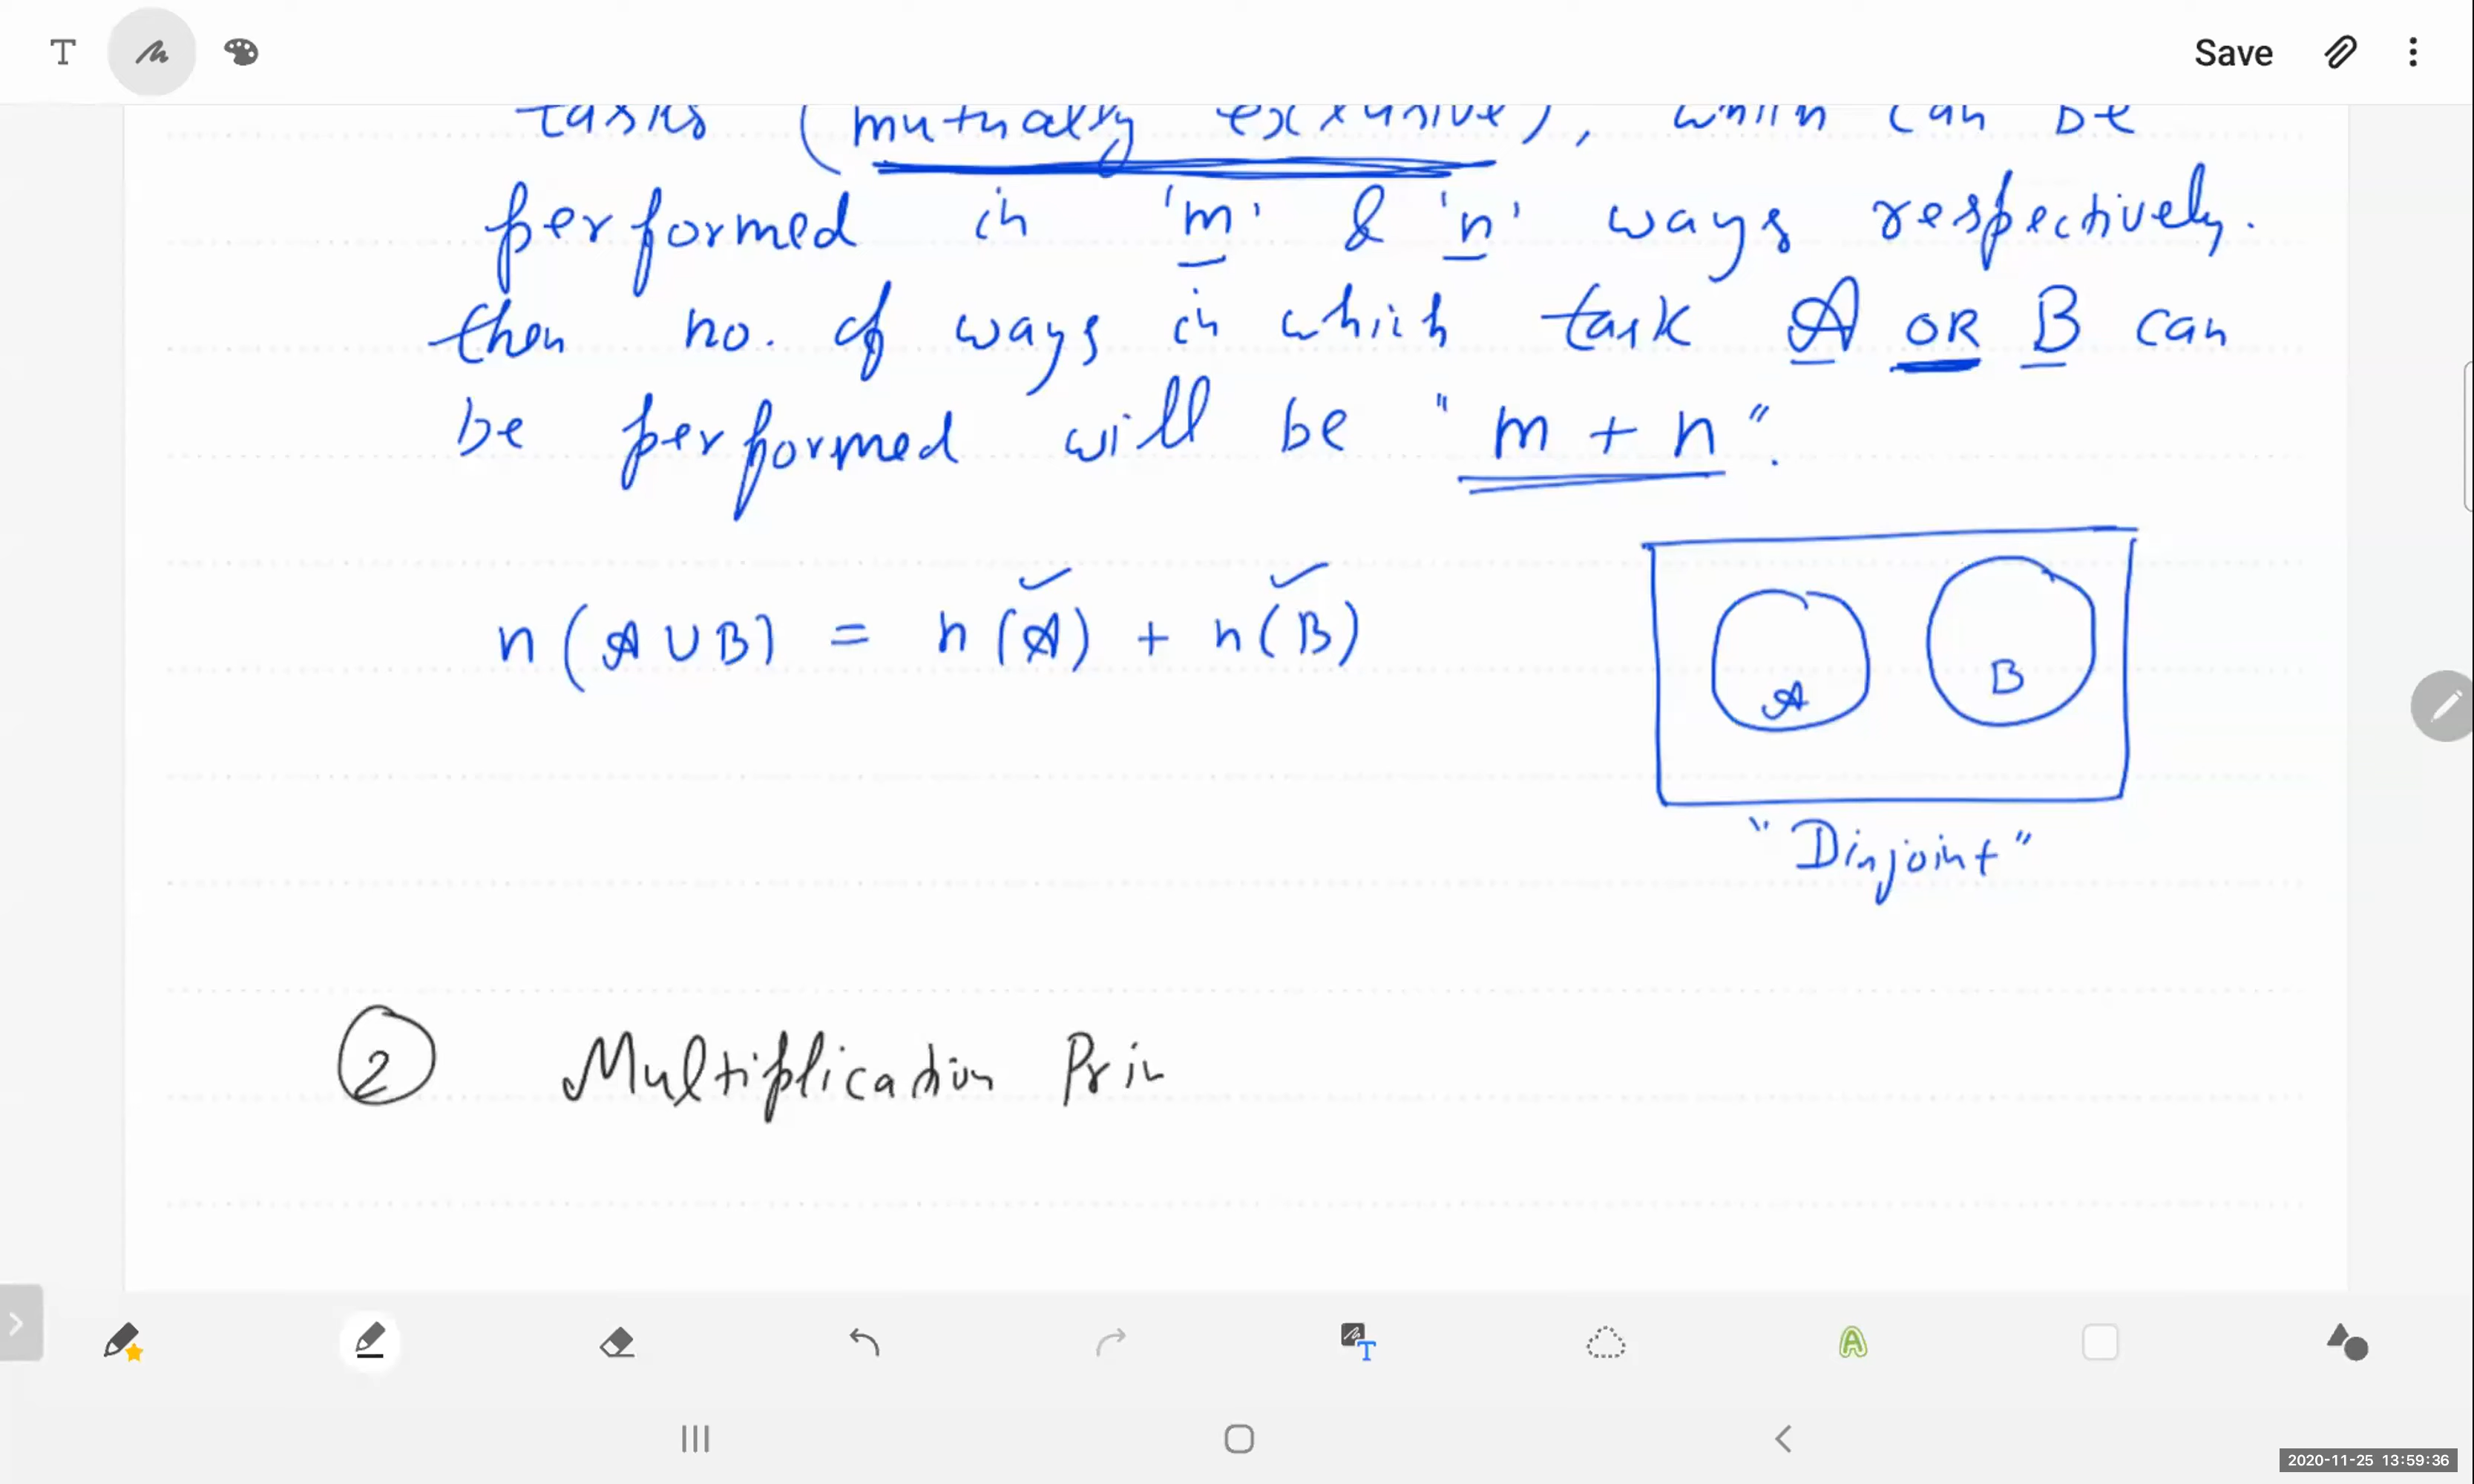 Save
tasks (mutually exclusive), which can be
performed in 'm' & 'n' ways respectively.
then no. of ways in which task A OR B can
be performed will be "m + n".
n(A∪B) = n(A) + n(B)
A B
"Disjoint"
2 Multiplication Prin
2020-11-25 13:59:36